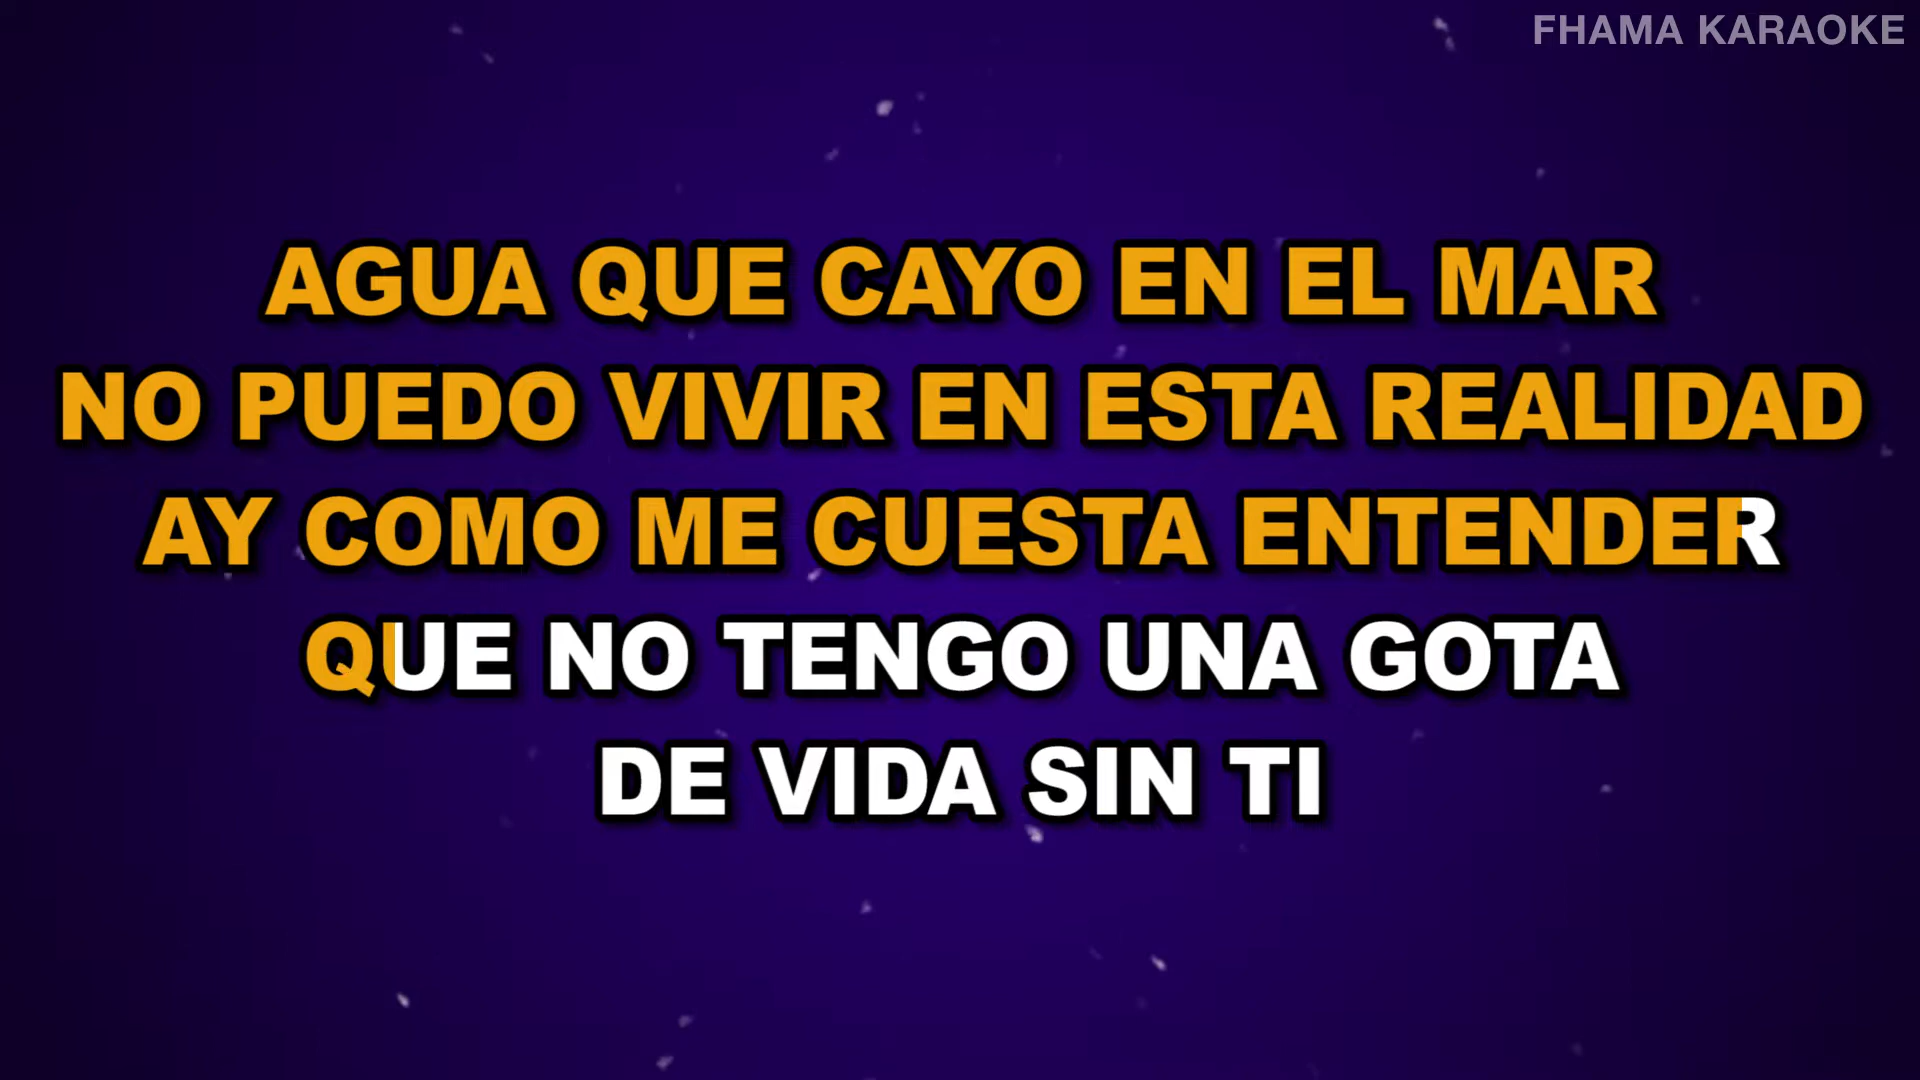 FHAMA KARAOKE
AGUA QUE CAYO EN EL MAR
NO PUEDO VIVIR EN ESTA REALIDAD
AY COMO ME CUESTA ENTENDER
QUE NO TENGO UNA GOTA
DE VIDA SIN TI